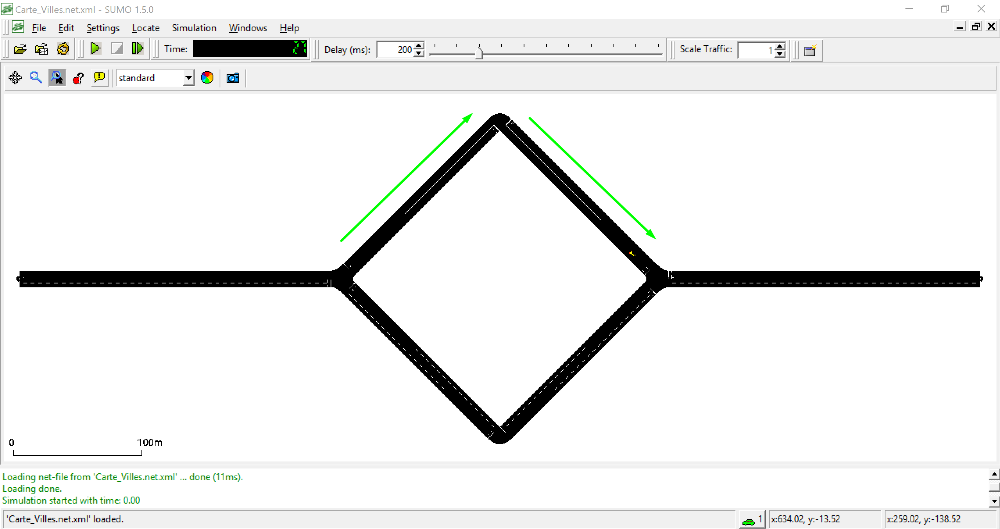 Carte_Villes.net.xml - SUMO 1.5.0
File Edit Settings Locate Simulation Windows Help
Time: 27 Delay (ms): 200 Scale Traffic: 1
standard
0 100m
Loading net-file from 'Carte_Villes.net.xml' ... done (11ms).
Loading done.
Simulation started with time: 0.00
'Carte_Villes.net.xml' loaded. 1 x:634.02, y:-13.52 x:259.02, y:-138.52